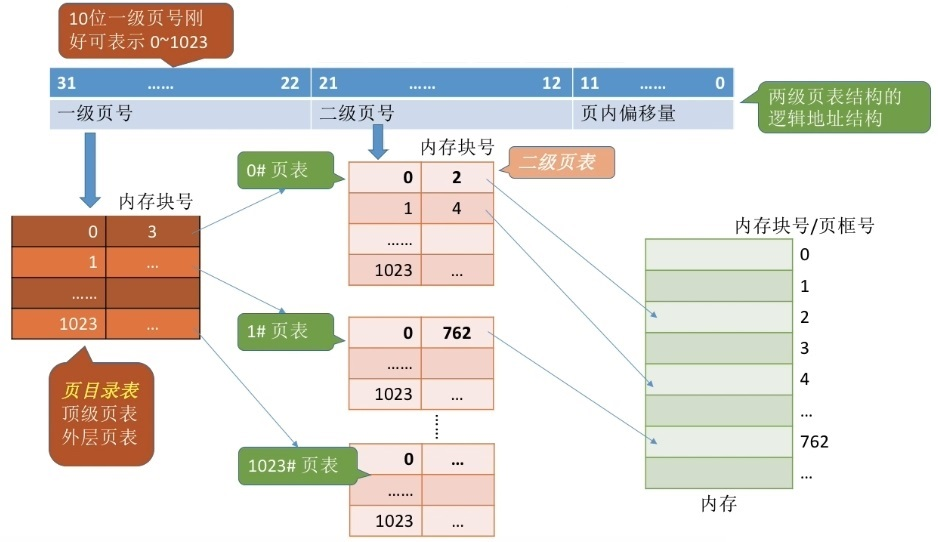 10位一级页号刚
好可表示 0~1023
31 …… 22 21 …… 12 11 …… 0
一级页号 二级页号 页内偏移量
两级页表结构的
逻辑地址结构
内存块号
0 3
1 …
……
1023 …
页目录表
顶级页表
外层页表
0# 页表
内存块号
二级页表
0 2
1 4
……
1023 …
1# 页表
0 762
……
1023 …
……
1023# 页表
0 …
……
1023 …
内存块号/页框号
0
1
2
3
4
…
762
…
内存